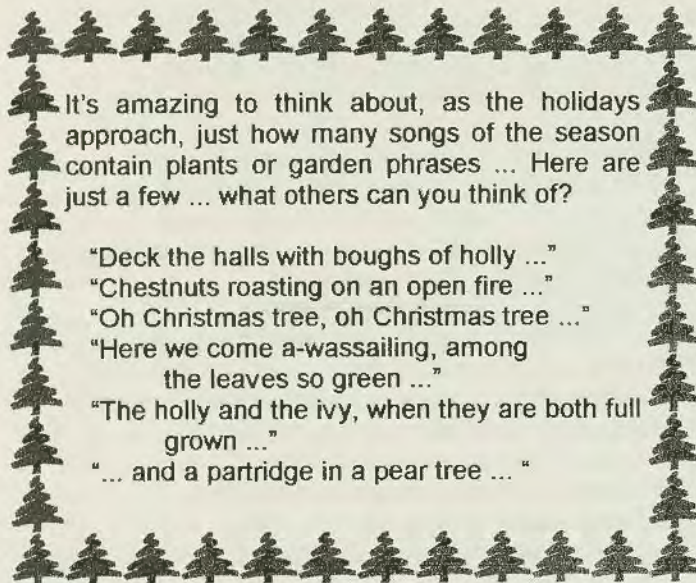 It's amazing to think about, as the holidays
approach, just how many songs of the season
contain plants or garden phrases ... Here are
just a few ... what others can you think of?
"Deck the halls with boughs of holly ..."
"Chestnuts roasting on an open fire ..."
"Oh Christmas tree, oh Christmas tree ..."
"Here we come a-wassailing, among
the leaves so green ..."
"The holly and the ivy, when they are both full
grown ..."
"... and a partridge in a pear tree ... "